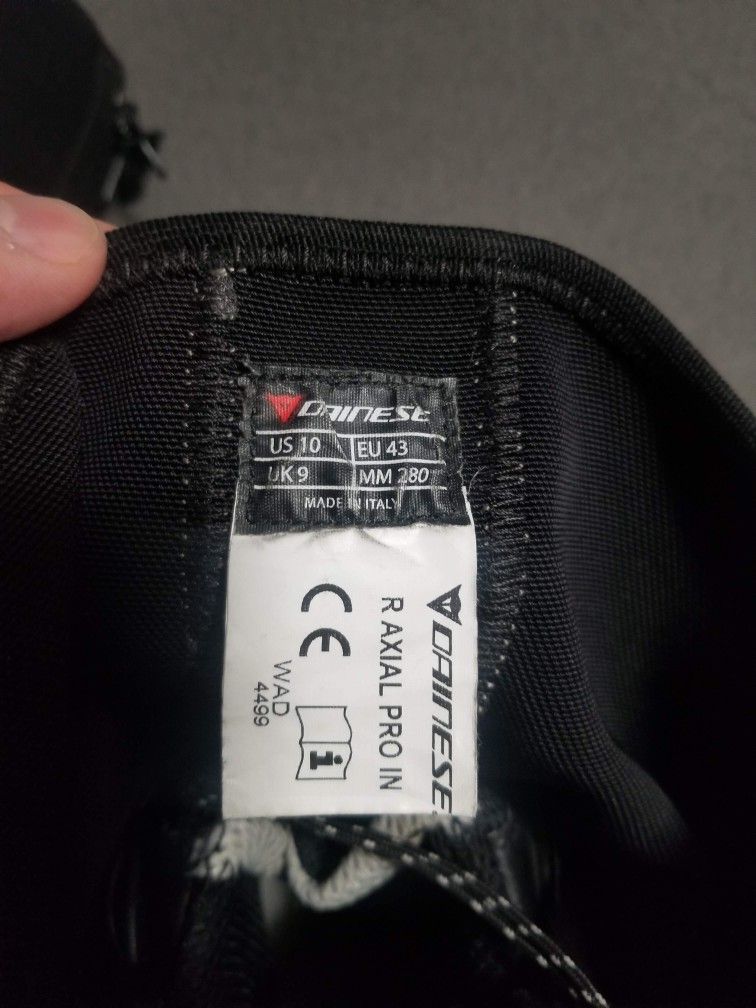 DAINESE
US 10 EU 43
UK 9 MM 280
MADE IN ITALY
DAINESE
R AXIAL PRO IN
CE
WAD
4499
i